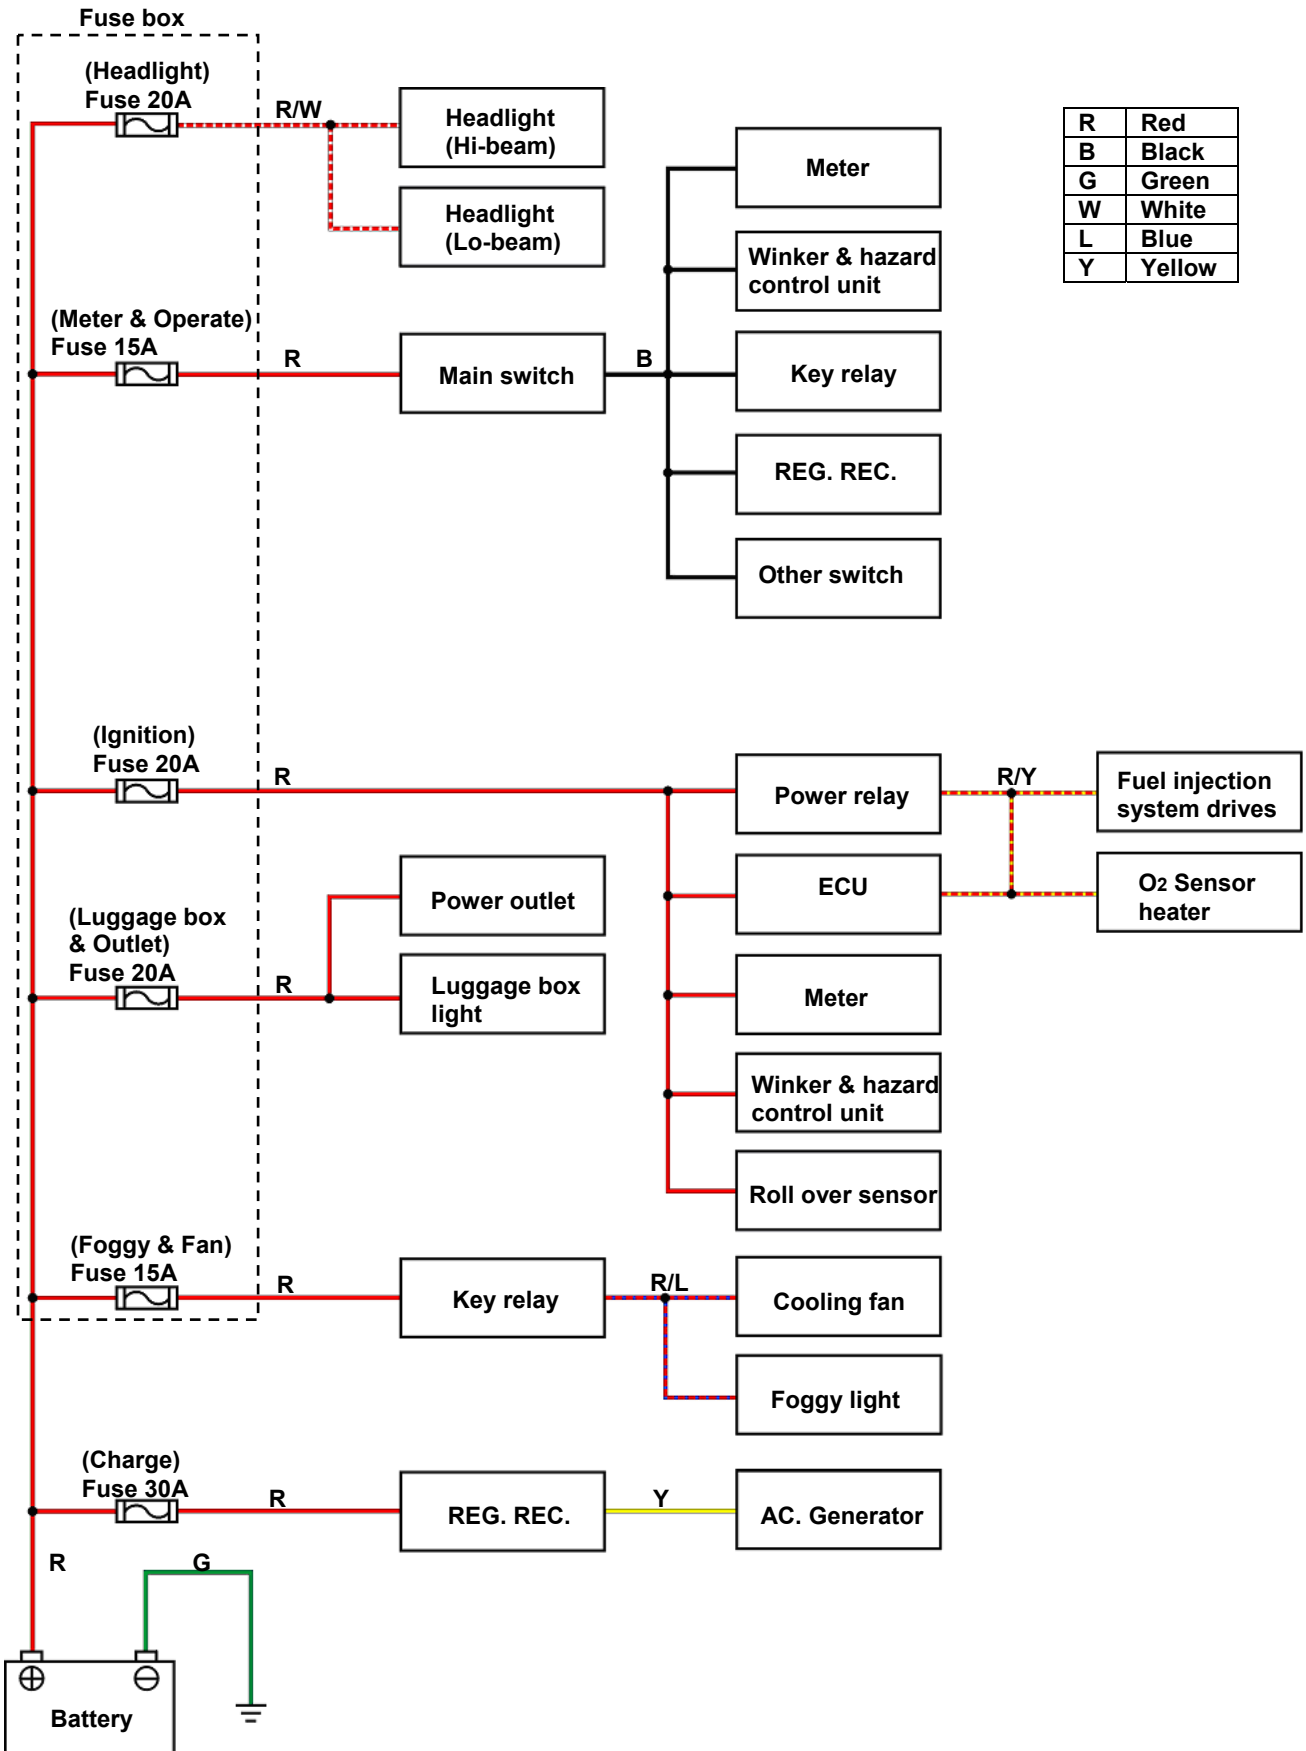 Fuse box
(Headlight)
Fuse 20A
R/W
Headlight
(Hi-beam)
Headlight
(Lo-beam)
R Red
B Black
G Green
W White
L Blue
Y Yellow
(Meter & Operate)
Fuse 15A
R
Main switch
B
Meter
Winker & hazard
control unit
Key relay
REG. REC.
Other switch
(Ignition)
Fuse 20A
R
Power relay
R/Y
Fuel injection
system drives
ECU
O2 Sensor
heater
Meter
Winker & hazard
control unit
Roll over sensor
(Luggage box
& Outlet)
Fuse 20A
R
Power outlet
Luggage box
light
(Foggy & Fan)
Fuse 15A
R
Key relay
R/L
Cooling fan
Foggy light
(Charge)
Fuse 30A
R
REG. REC.
Y
AC. Generator
R
G
Battery